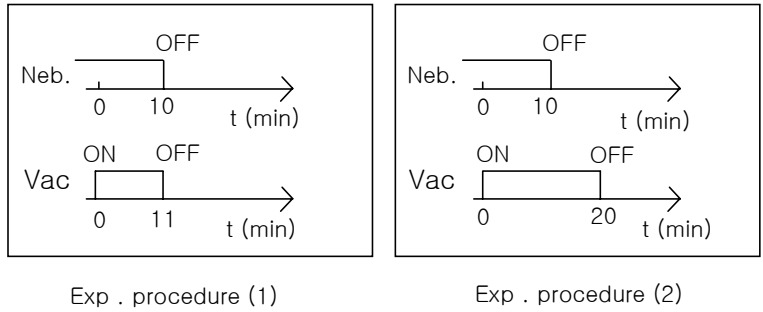 OFF
Neb.
0 10
t (min)
ON OFF
Vac
0 11
t (min)
Exp . procedure (1)
OFF
Neb.
0 10
t (min)
ON OFF
Vac
0 20
t (min)
Exp . procedure (2)